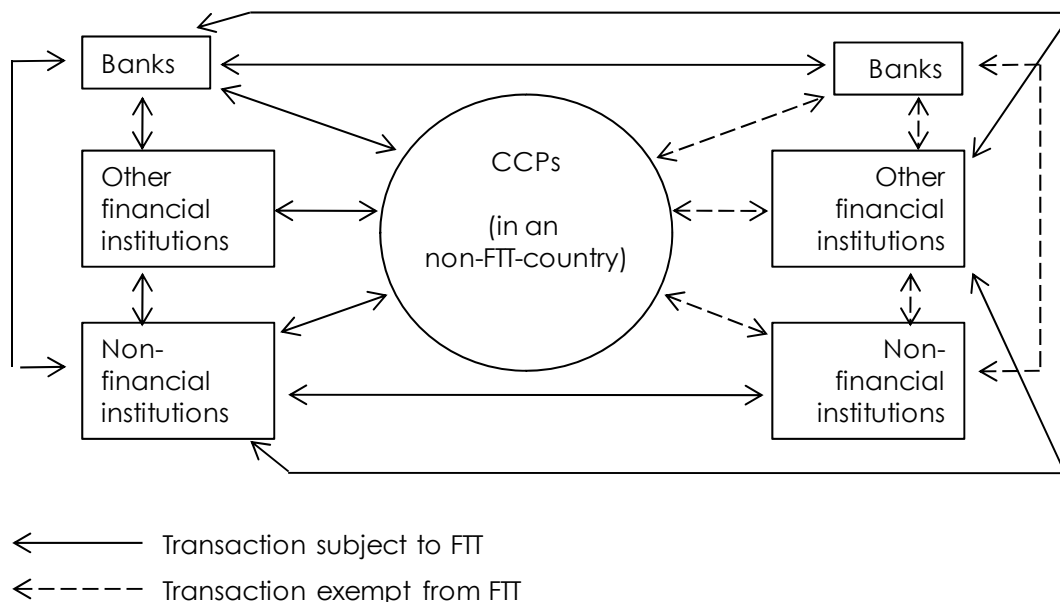 Banks
Banks
Other
financial
institutions
CCPs
(in an
non-FTT-country)
Other
financial
institutions
Non-
financial
institutions
Non-
financial
institutions
Transaction subject to FTT
Transaction exempt from FTT